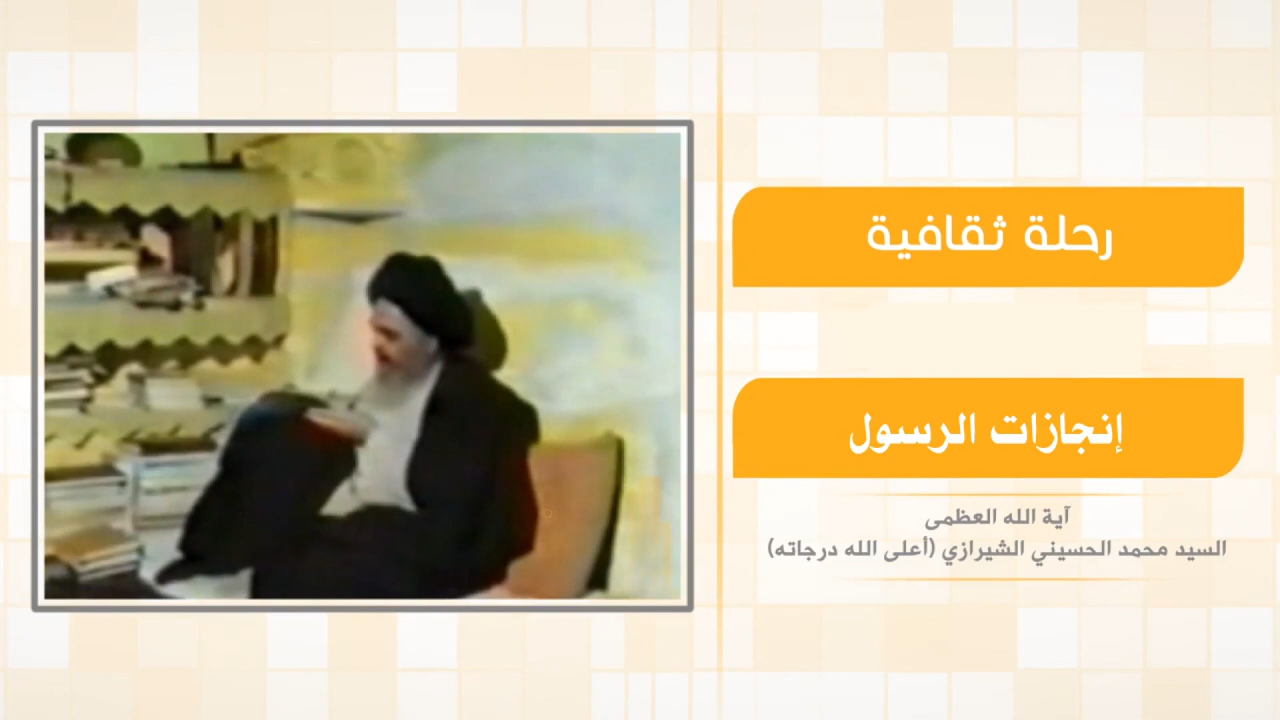 رحلة ثقافية
إنجازات الرسول
آية الله العظمى
السيد محمد الحسيني الشيرازي (أعلى الله درجاته)